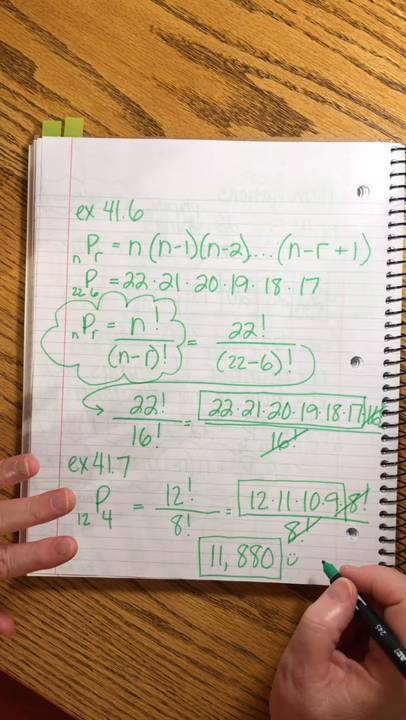 ex 41.6
nPr = n(n-1)(n-2)...(n-r+1)
22P6 = 22·21·20·19·18·17
nPr = n!/(n-r)! = 22!/(22-6)!
22!/16! = 22·21·20·19·18·17·16!/16!
ex 41.7
12P4 = 12!/8! = 12·11·10·9·8!/8!
11,880 :)